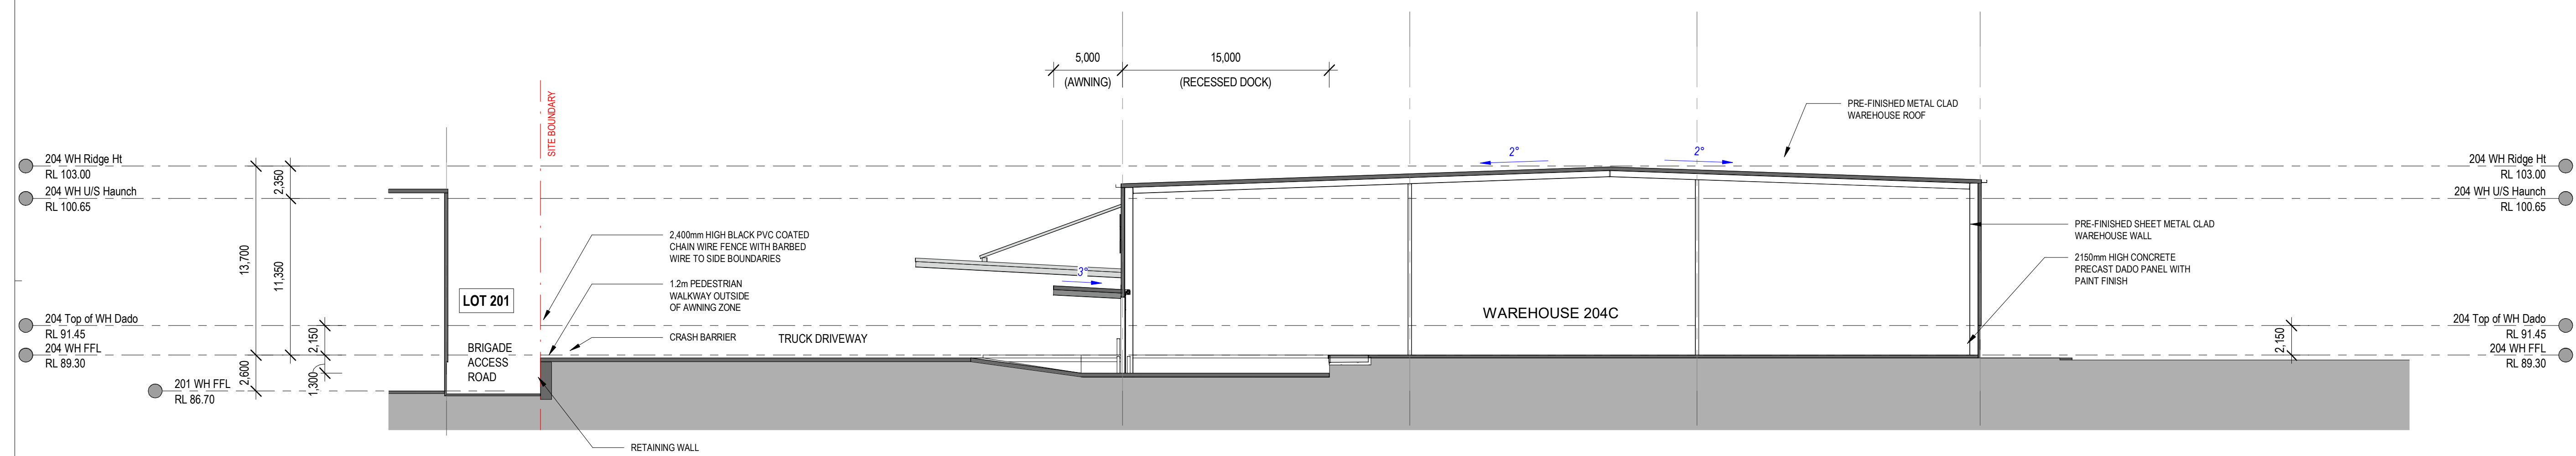 5,000
(AWNING)
15,000
(RECESSED DOCK)
SITE BOUNDARY
PRE-FINISHED METAL CLAD
WAREHOUSE ROOF
2°
2°
204 WH Ridge Ht
RL 103.00
204 WH U/S Haunch
RL 100.65
2,350
13,700
11,350
204 WH Ridge Ht
RL 103.00
204 WH U/S Haunch
RL 100.65
2,400mm HIGH BLACK PVC COATED
CHAIN WIRE FENCE WITH BARBED
WIRE TO SIDE BOUNDARIES
1.2m PEDESTRIAN
WALKWAY OUTSIDE
OF AWNING ZONE
CRASH BARRIER
TRUCK DRIVEWAY
3°
PRE-FINISHED SHEET METAL CLAD
WAREHOUSE WALL
2150mm HIGH CONCRETE
PRECAST DADO PANEL WITH
PAINT FINISH
LOT 201
WAREHOUSE 204C
204 Top of WH Dado
RL 91.45
204 WH FFL
RL 89.30
2,150
2,600
1,300
BRIGADE
ACCESS
ROAD
201 WH FFL
RL 86.70
2,150
204 Top of WH Dado
RL 91.45
204 WH FFL
RL 89.30
RETAINING WALL